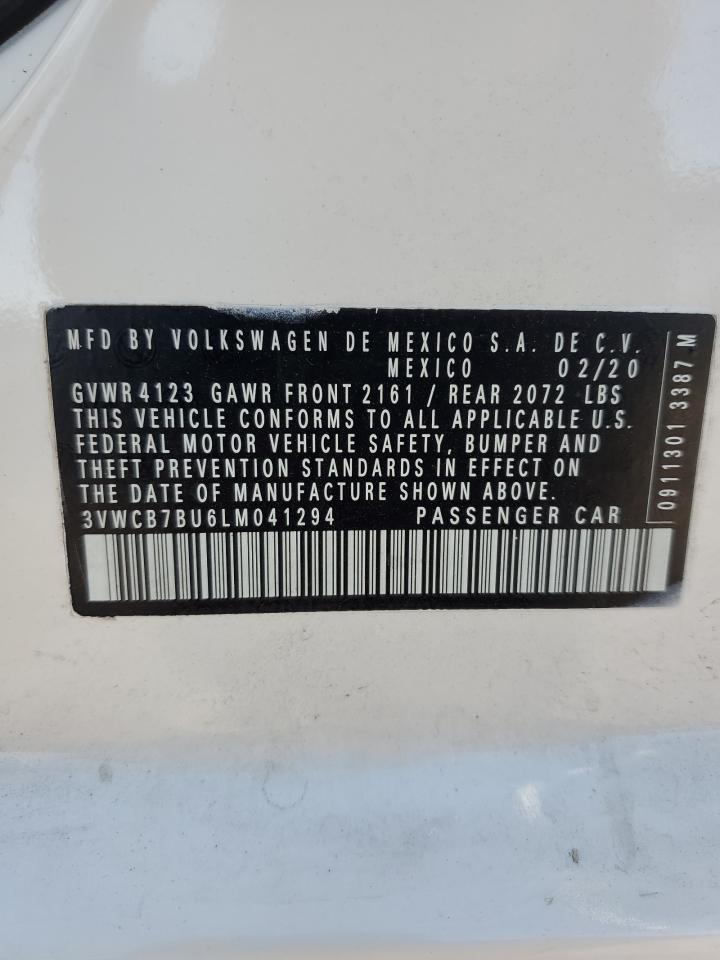 MFD BY VOLKSWAGEN DE MEXICO S.A. DE C.V.
MEXICO 02/20
GVWR 4123 GAWR FRONT 2161 / REAR 2072 LBS
THIS VEHICLE CONFORMS TO ALL APPLICABLE U.S.
FEDERAL MOTOR VEHICLE SAFETY, BUMPER AND
THEFT PREVENTION STANDARDS IN EFFECT ON
THE DATE OF MANUFACTURE SHOWN ABOVE.
3VWCB7BU6LM041294 PASSENGER CAR
0911301 3387 M